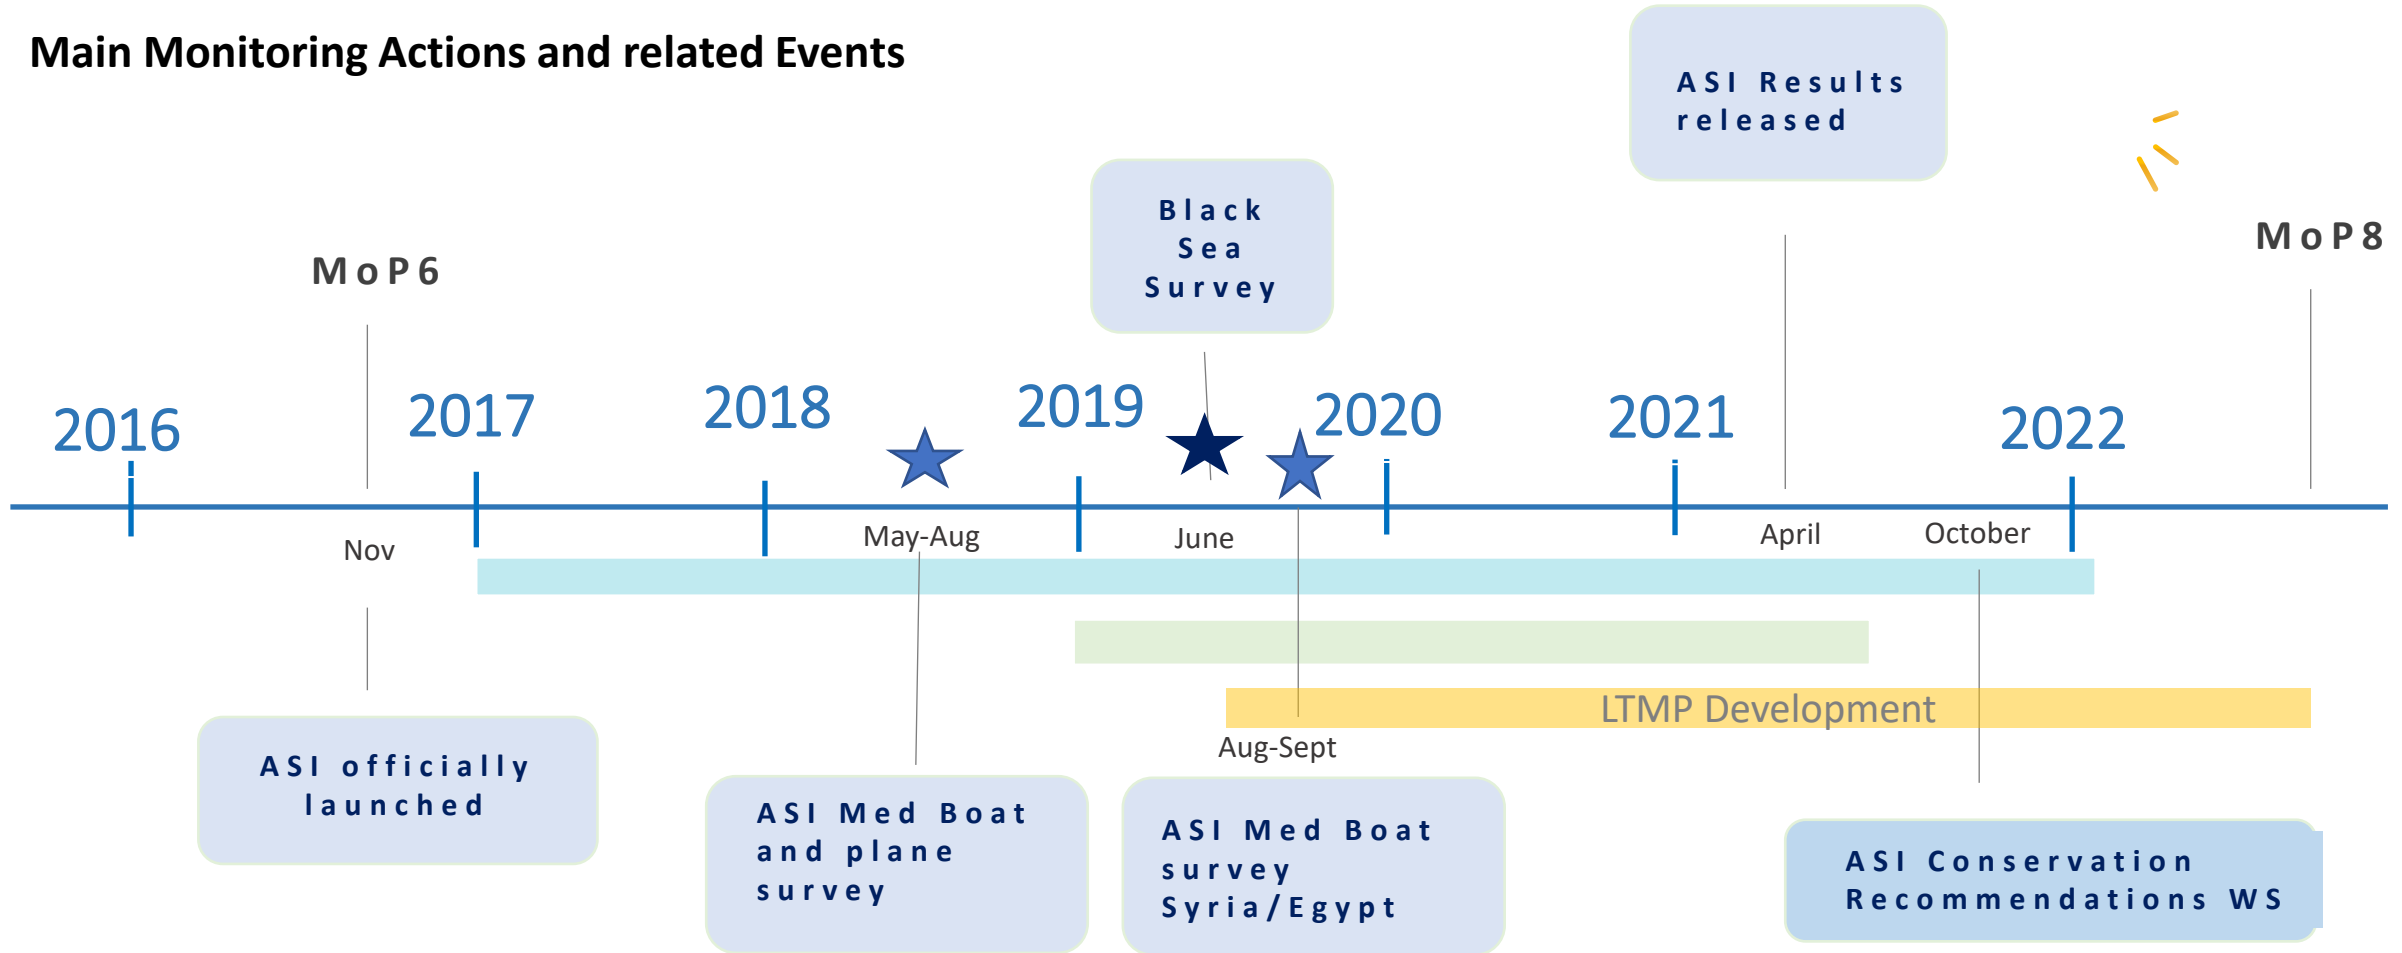 Main Monitoring Actions and related Events
ASI Results
released
Black
Sea
Survey
MoP6
MoP8
2016
2017
2018
2019
2020
2021
2022
Nov
May-Aug
June
April
October
LTMP Development
Aug-Sept
ASI officially
launched
ASI Med Boat
and plane
survey
ASI Med Boat
survey
Syria/Egypt
ASI Conservation
Recommendations WS